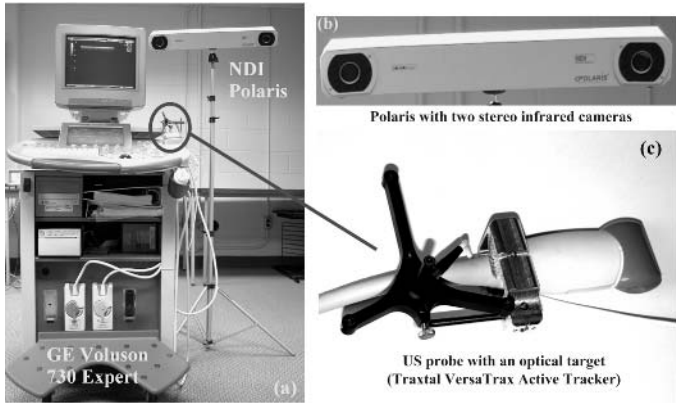 NDI
Polaris
GE Voluson
730 Expert
(a)
(b)
NDI
POLARIS
Polaris with two stereo infrared cameras
(c)
US probe with an optical target
(Traxtal VersaTrax Active Tracker)